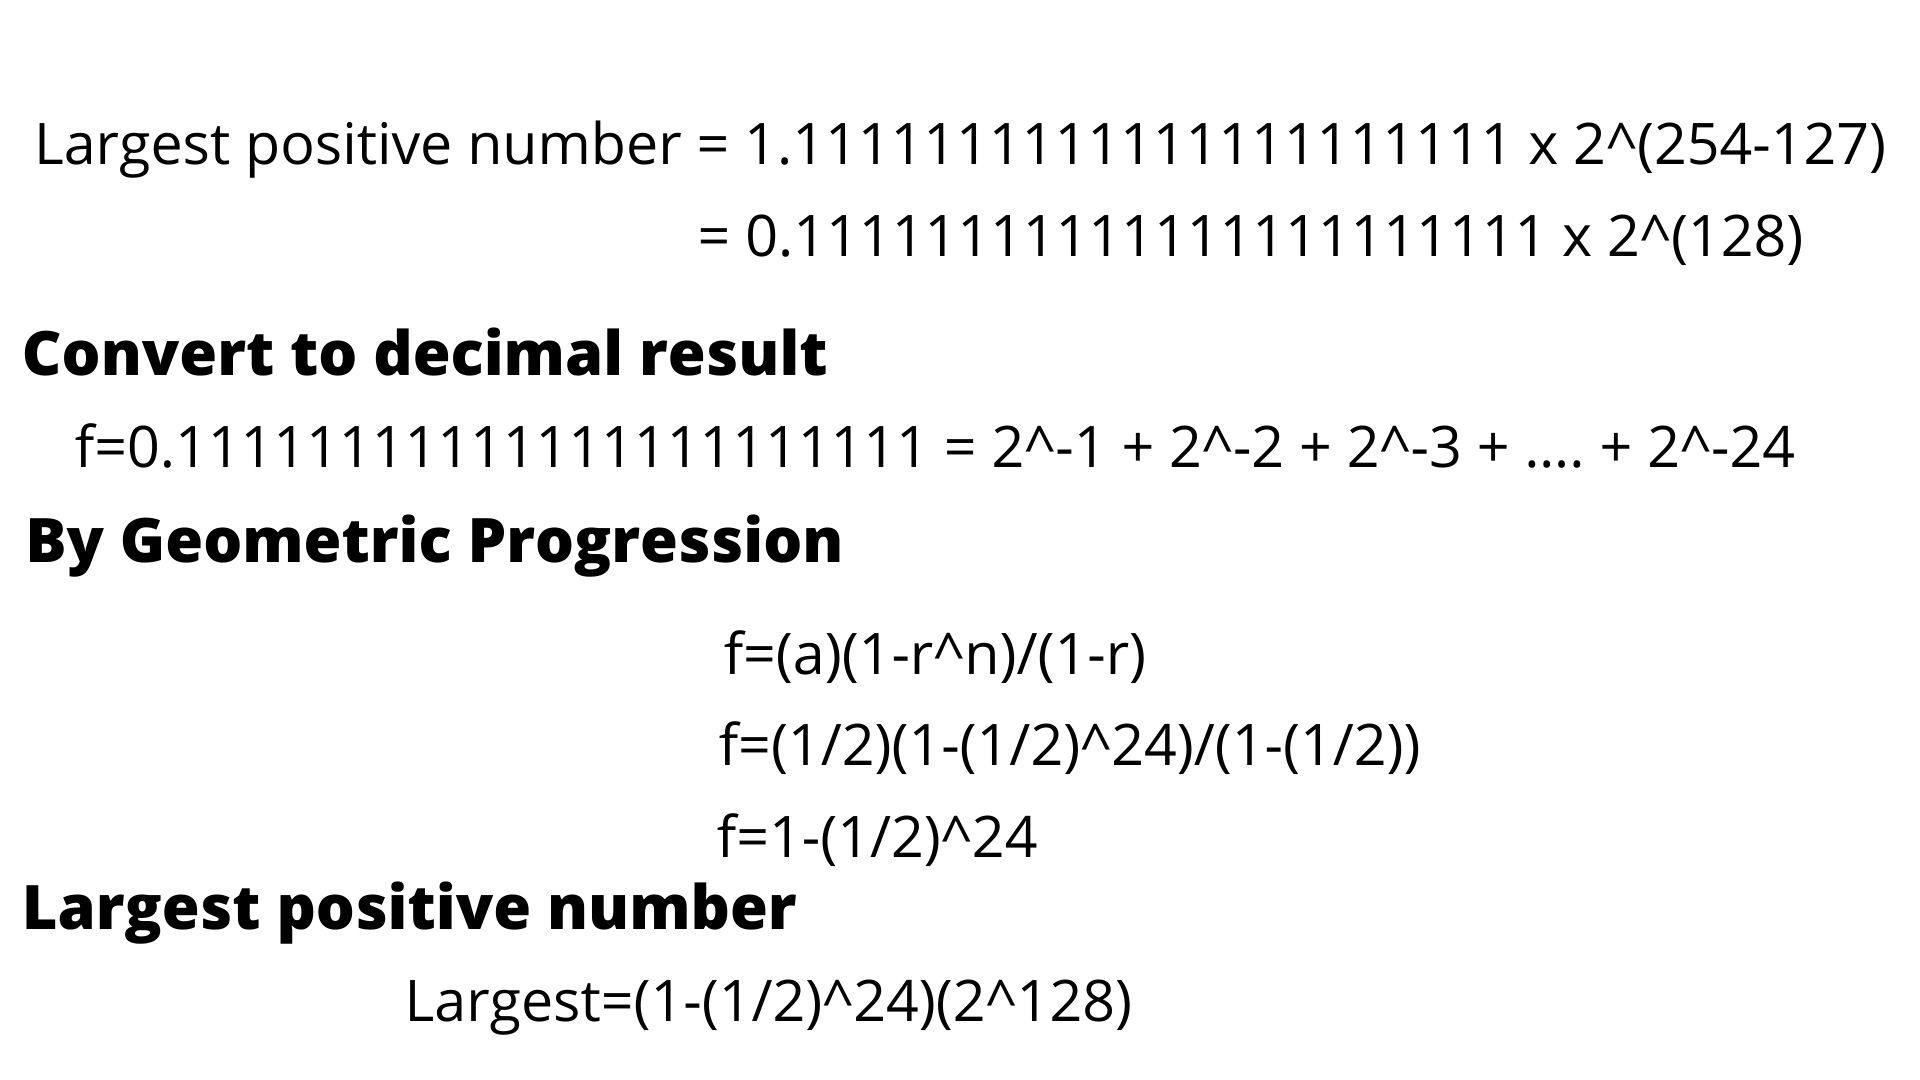 Largest positive number = 1.1111111111111111111111 x 2^(254-127)
= 0.11111111111111111111111 x 2^(128)
Convert to decimal result
f=0.11111111111111111111111 = 2^-1 + 2^-2 + 2^-3 + .... + 2^-24
By Geometric Progression
f=(a)(1-r^n)/(1-r)
f=(1/2)(1-(1/2)^24)/(1-(1/2))
f=1-(1/2)^24
Largest positive number
Largest=(1-(1/2)^24)(2^128)